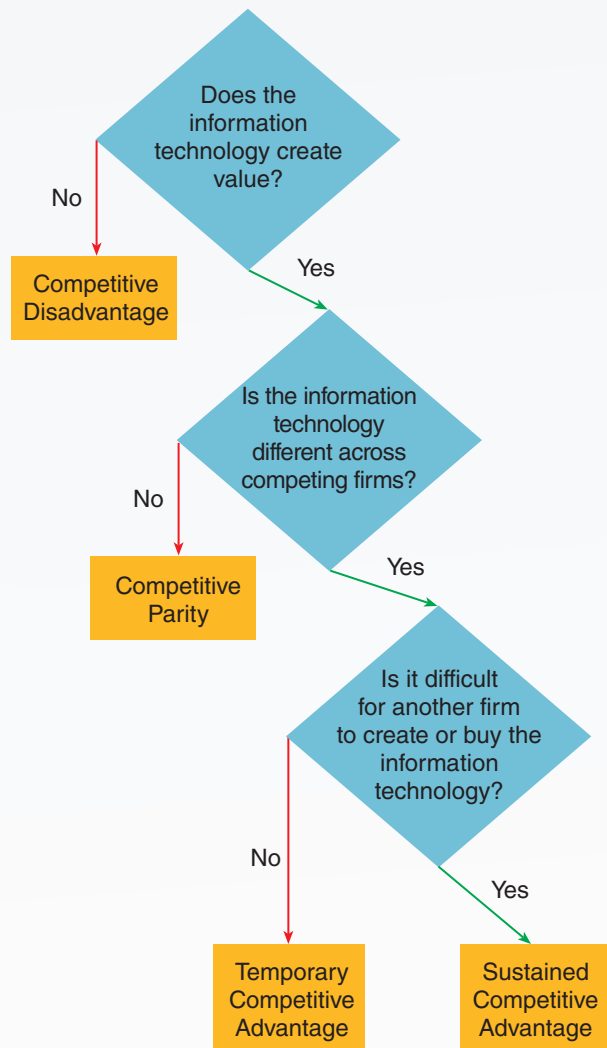 Does the
information
technology create
value?
No
Yes
Competitive
Disadvantage
Is the information
technology
different across
competing firms?
No
Yes
Competitive
Parity
Is it difficult
for another firm
to create or buy the
information
technology?
No
Yes
Temporary
Competitive
Advantage
Sustained
Competitive
Advantage